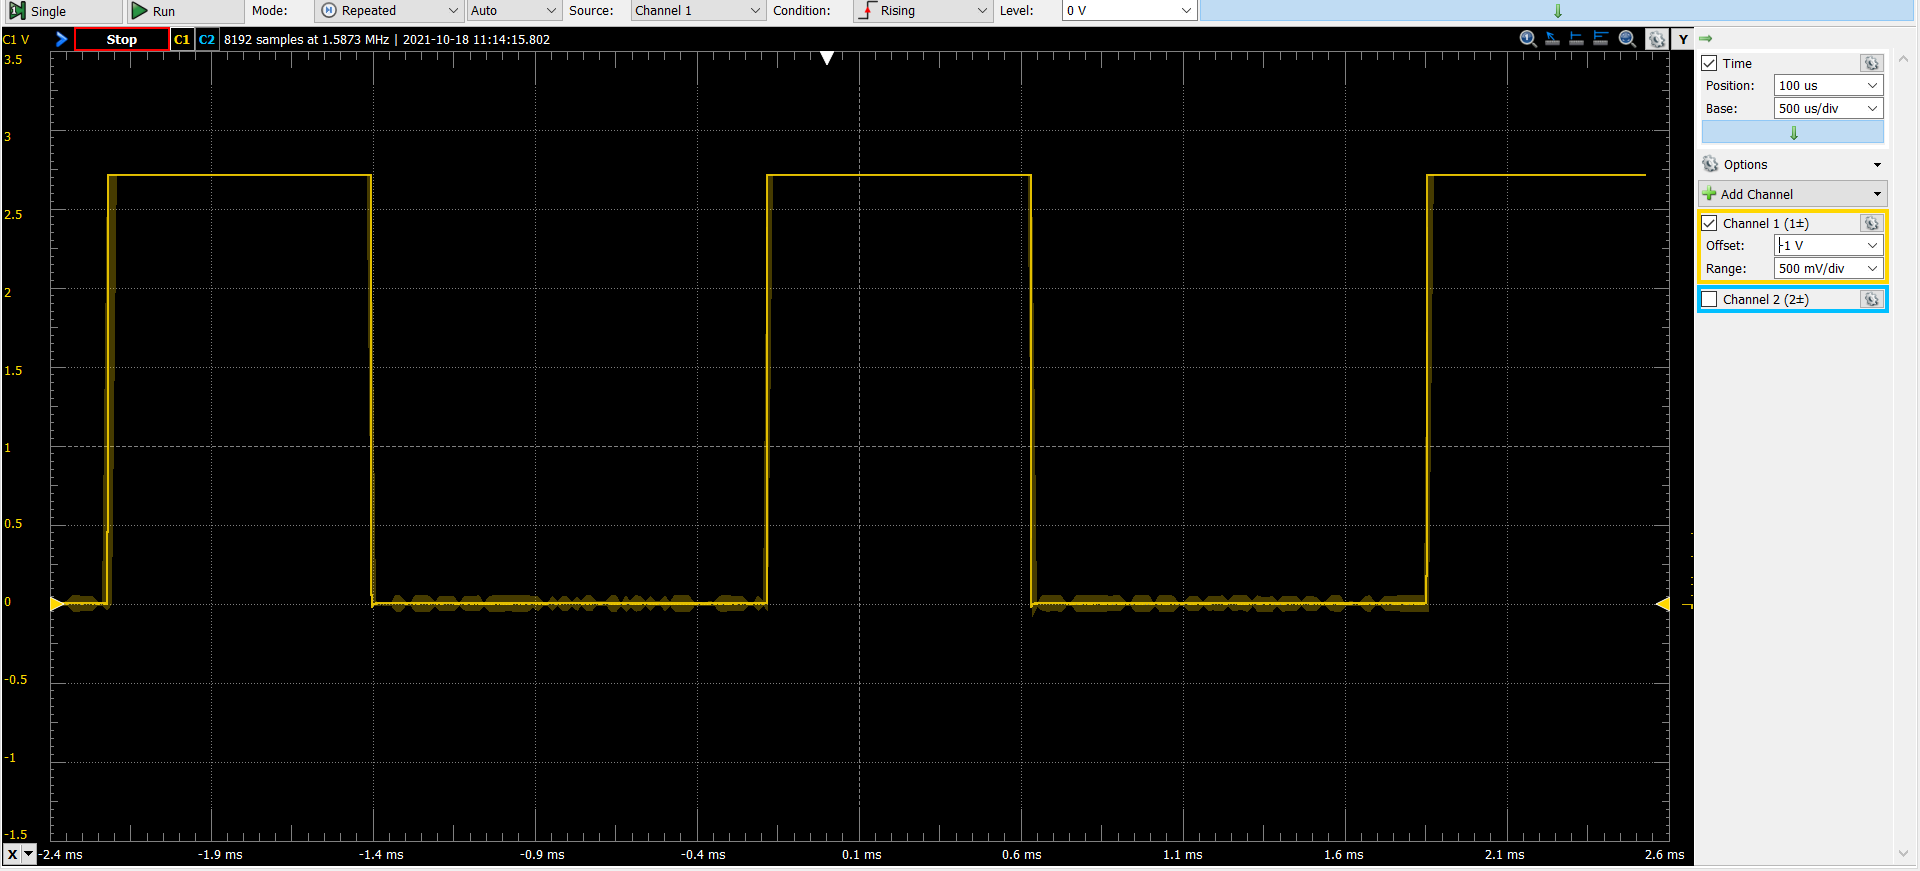 Single Run Mode: Repeated Auto Source: Channel 1 Condition: Rising Level: 0 V
C1 V Stop C1 C2 8192 samples at 1.5873 MHz | 2021-10-18 11:14:15.802 Y
3.5
3
2.5
2
1.5
1
0.5
0
-0.5
-1
-1.5
X -2.4 ms -1.9 ms -1.4 ms -0.9 ms -0.4 ms 0.1 ms 0.6 ms 1.1 ms 1.6 ms 2.1 ms 2.6 ms
Time
Position: 100 us
Base: 500 us/div
Options
Add Channel
Channel 1 (1±)
Offset: -1 V
Range: 500 mV/div
Channel 2 (2±)